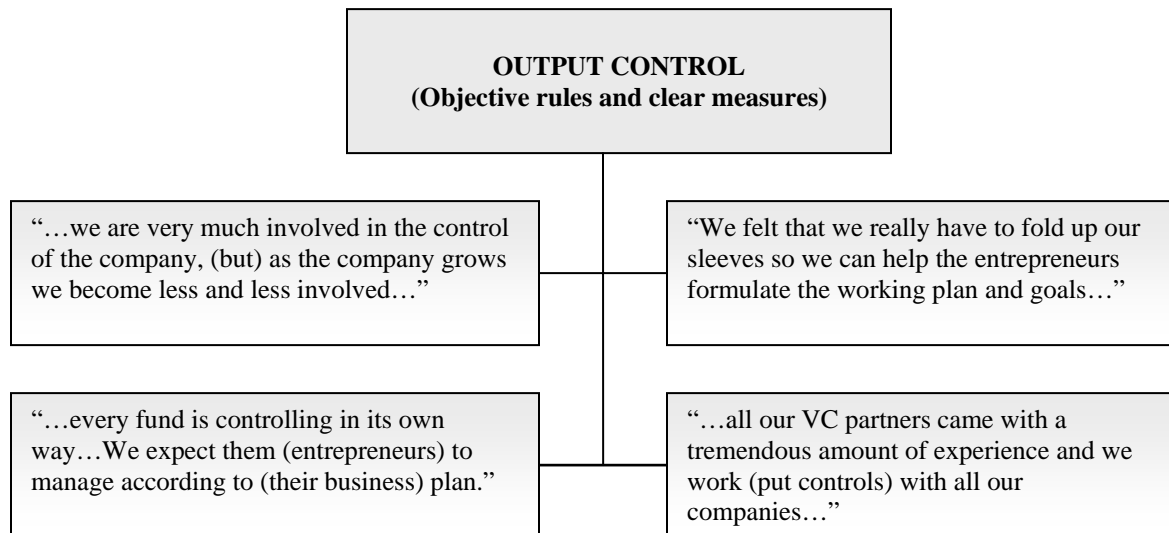 OUTPUT CONTROL
(Objective rules and clear measures)
“…we are very much involved in the control
of the company, (but) as the company grows
we become less and less involved…”
“We felt that we really have to fold up our
sleeves so we can help the entrepreneurs
formulate the working plan and goals…”
“…every fund is controlling in its own
way…We expect them (entrepreneurs) to
manage according to (their business) plan.”
“…all our VC partners came with a
tremendous amount of experience and we
work (put controls) with all our
companies…”